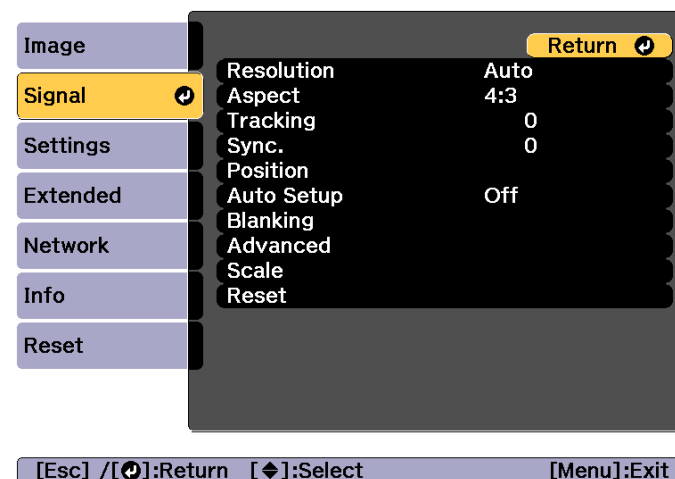 Image
Signal
Settings
Extended
Network
Info
Reset
Return
Resolution Auto
Aspect 4:3
Tracking 0
Sync. 0
Position
Auto Setup Off
Blanking
Advanced
Scale
Reset
[Esc] /[]:Return [◆]:Select [Menu]:Exit